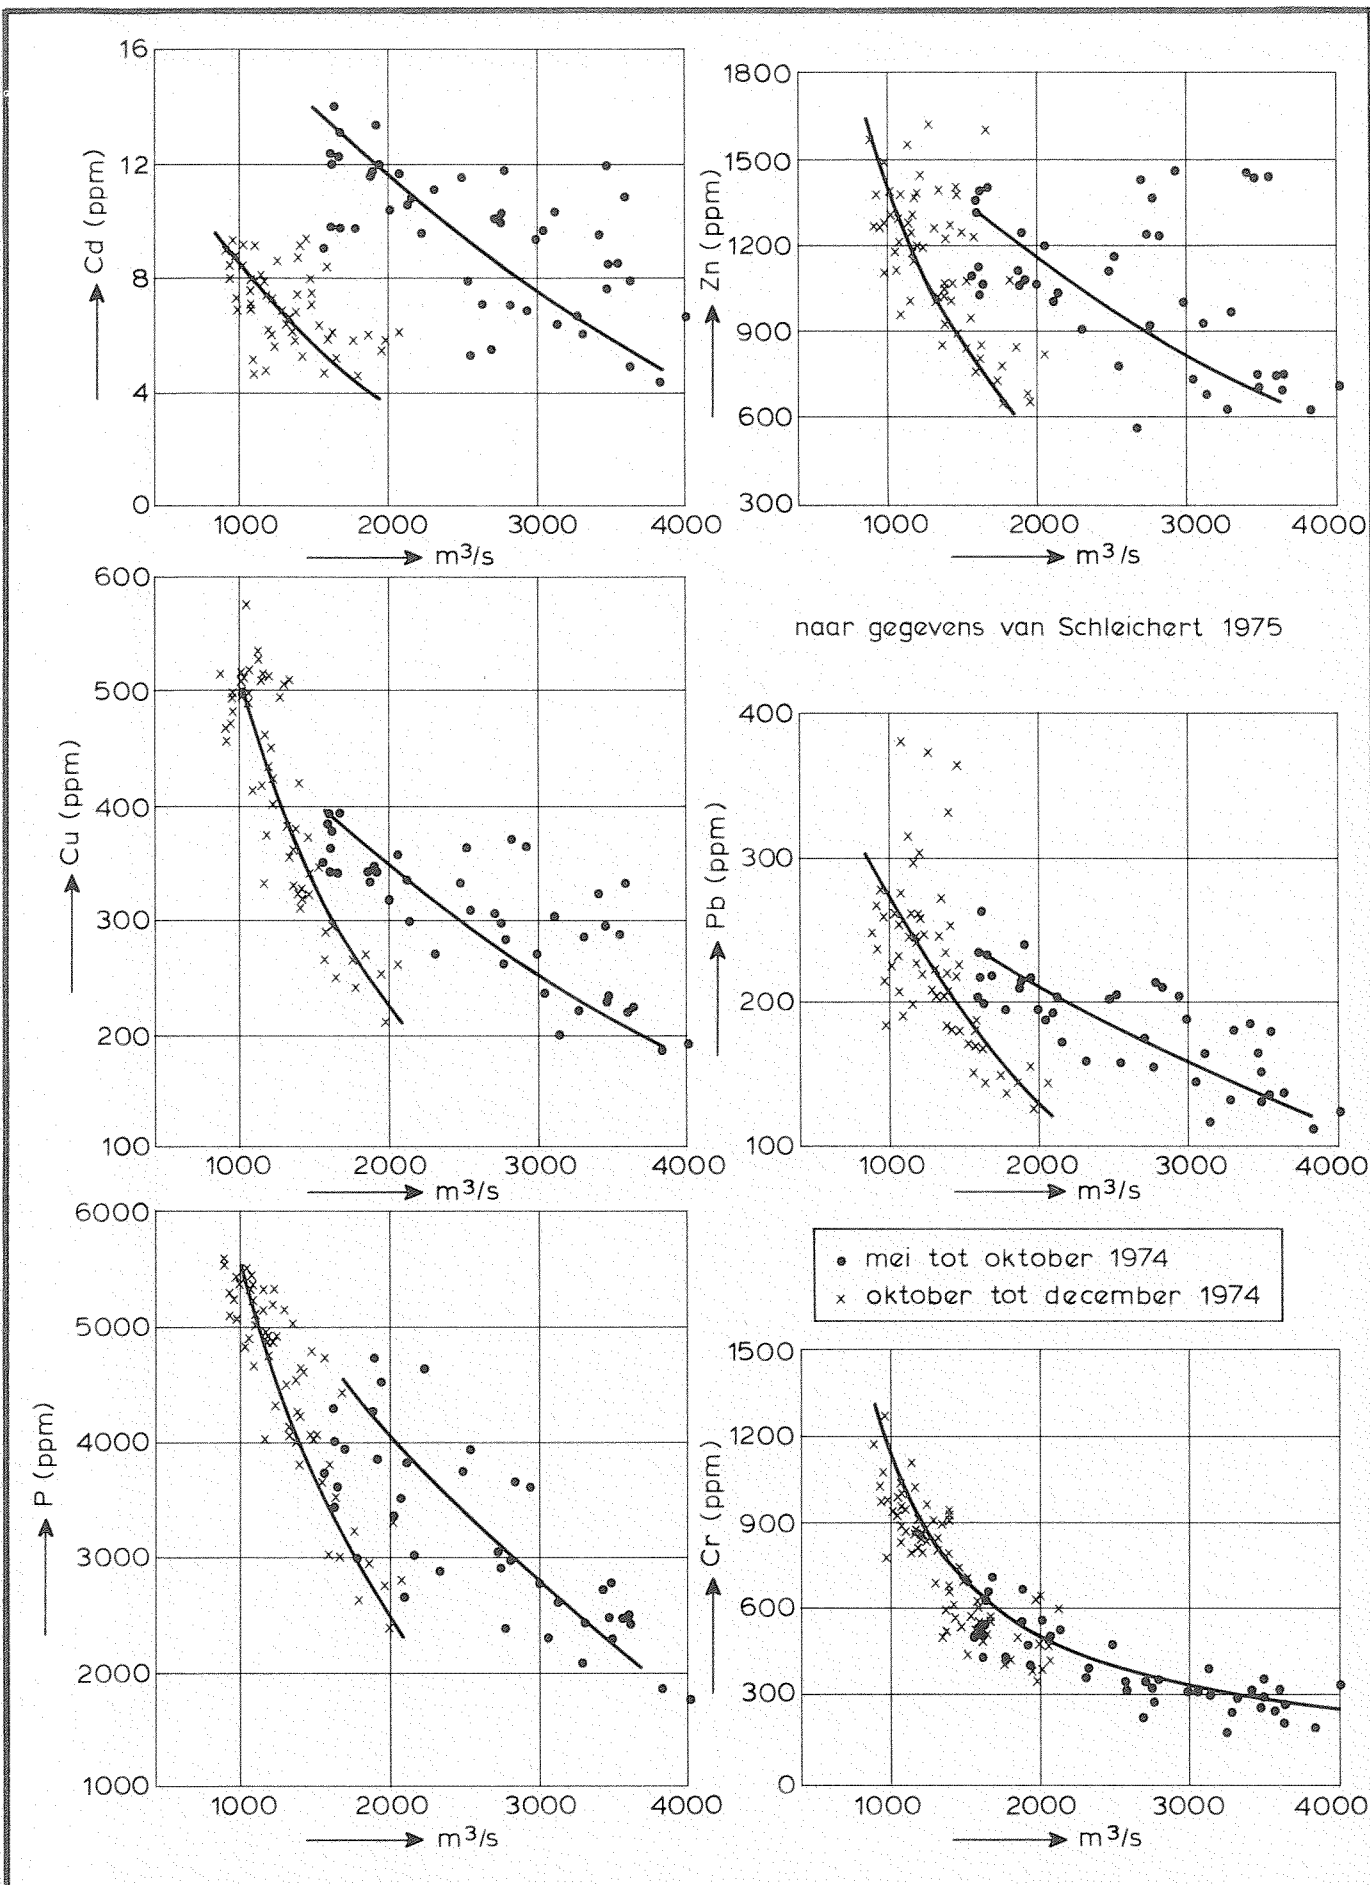 16
12
8
4
0
Cd (ppm)
1000 2000 3000 4000
m³/s
1800
1500
1200
900
600
300
Zn (ppm)
1000 2000 3000 4000
m³/s
600
500
400
300
200
100
Cu (ppm)
1000 2000 3000 4000
m³/s
naar gegevens van Schleichert 1975
400
300
200
100
Pb (ppm)
1000 2000 3000 4000
m³/s
6000
5000
4000
3000
2000
1000
P (ppm)
1000 2000 3000 4000
m³/s
mei tot oktober 1974
oktober tot december 1974
1500
1200
900
600
300
0
Cr (ppm)
1000 2000 3000 4000
m³/s